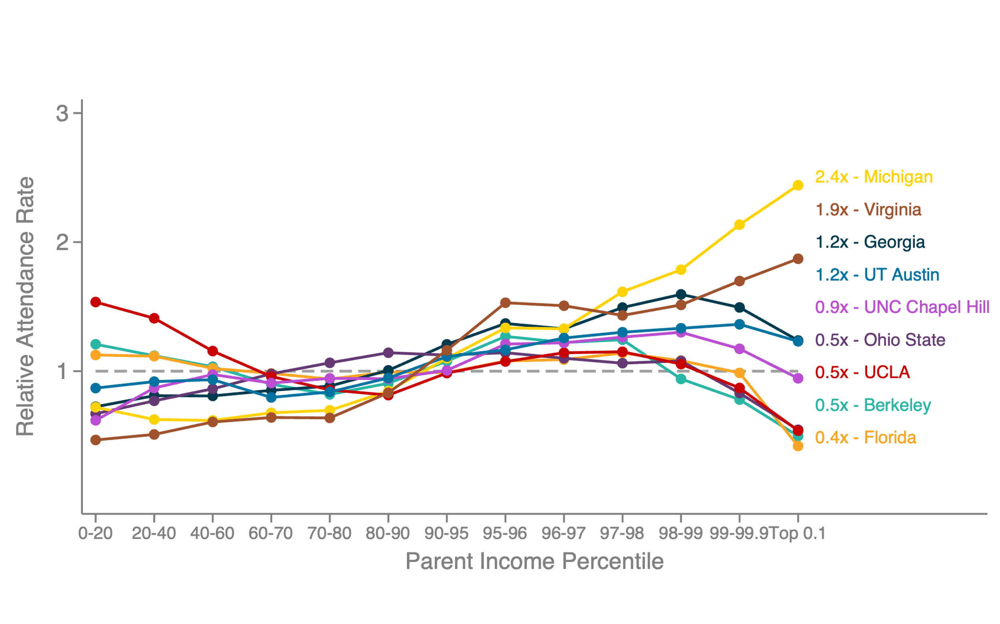 3
2
1
Relative Attendance Rate
2.4x - Michigan
1.9x - Virginia
1.2x - Georgia
1.2x - UT Austin
0.9x - UNC Chapel Hill
0.5x - Ohio State
0.5x - UCLA
0.5x - Berkeley
0.4x - Florida
0-20 20-40 40-60 60-70 70-80 80-90 90-95 95-96 96-97 97-98 98-99 99-99.9 Top 0.1
Parent Income Percentile